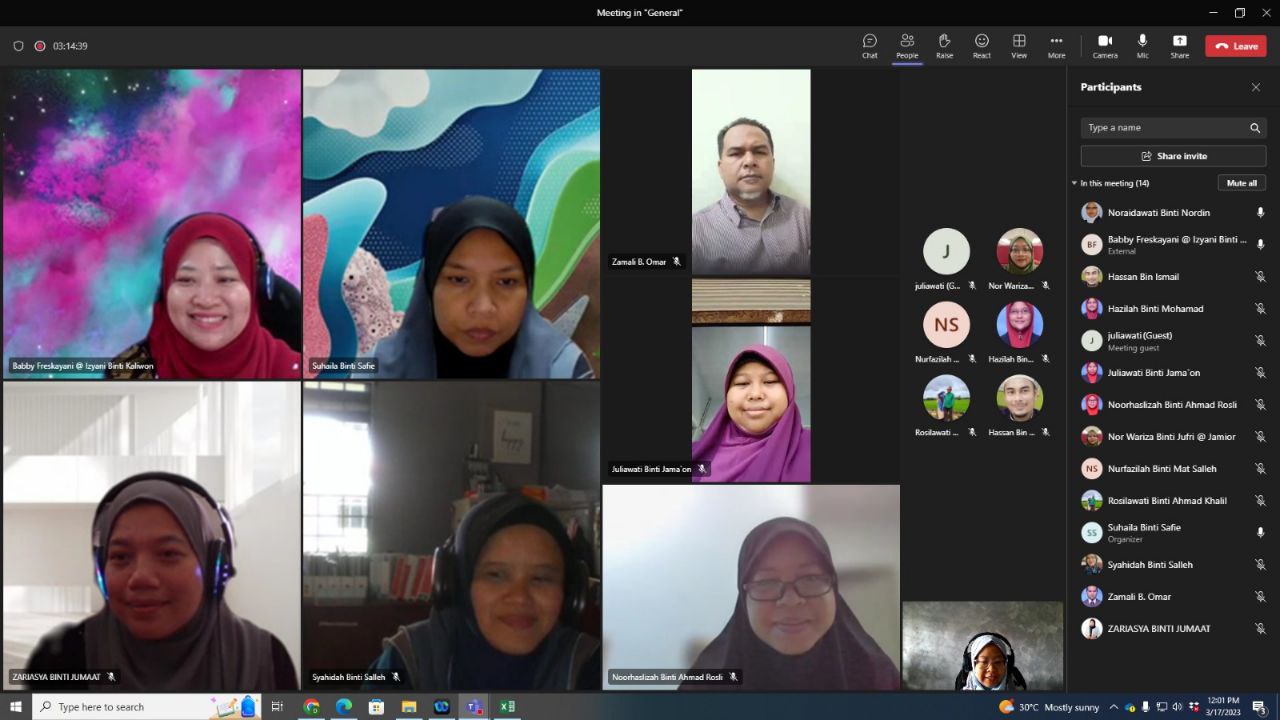 Meeting in "General"
03:14:39
Chat
People
Raise
React
View
More
Camera
Mic
Share
Leave
Babby Freskayani @ Izyani Binti Kaliwon
Suhaila Binti Safie
Zamali B. Omar
Juliawati Binti Jama'on
ZARIASYA BINTI JUMAAT
Syahidah Binti Salleh
Noorhaslizah Binti Ahmad Rosli
J
juliawati (G...
Nor Wariza...
NS
Nurfazilah ...
Hazilah Bin...
Rosilawati ...
Hassan Bin ...
Participants
Type a name
Share invite
In this meeting (14)
Mute all
Noraidawati Binti Nordin
BF
Babby Freskayani @ Izyani Binti ...
External
Hassan Bin Ismail
Hazilah Binti Mohamad
J
juliawati (Guest)
Meeting guest
Juliawati Binti Jama'on
Noorhaslizah Binti Ahmad Rosli
Nor Wariza Binti Jufri @ Jamior
NS
Nurfazilah Binti Mat Salleh
Rosilawati Binti Ahmad Khalil
SS
Suhaila Binti Safie
Organizer
Syahidah Binti Salleh
Zamali B. Omar
ZARIASYA BINTI JUMAAT
Type here to search
30°C Mostly sunny
12:01 PM
3/17/2023